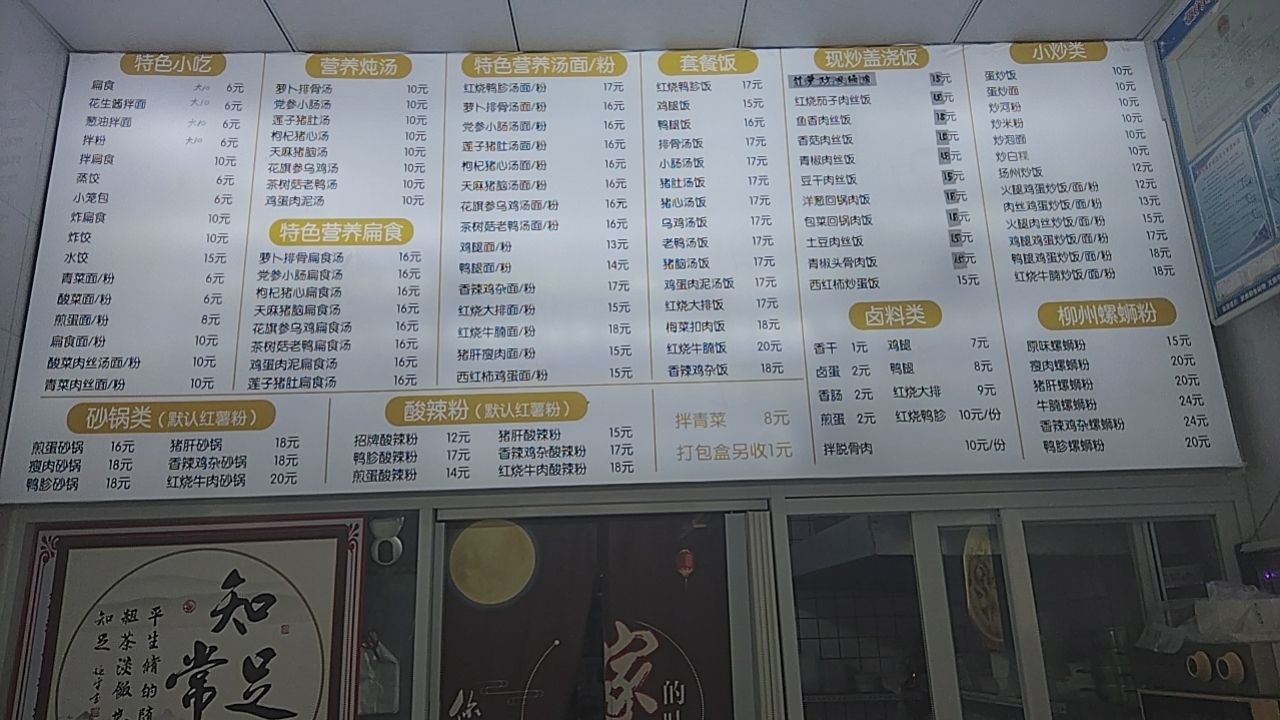 特色小吃
扁食 大10 6元
花生酱拌面 大10 6元
葱油拌面 大10 6元
拌粉 大10 6元
拌扁食 10元
蒸饺 6元
小笼包 6元
炸扁食 10元
炸饺 10元
水饺 15元
青菜面/粉 6元
酸菜面/粉 6元
煎蛋面/粉 8元
扁食面/粉 10元
酸菜肉丝汤面/粉 10元
青菜肉丝面/粉 10元
营养炖汤
萝卜排骨汤 10元
党参小肠汤 10元
莲子猪肚汤 10元
枸杞猪心汤 10元
天麻猪脑汤 10元
花旗参乌鸡汤 10元
茶树菇老鸭汤 10元
鸡蛋肉泥汤 10元
特色营养扁食
萝卜排骨扁食汤 16元
党参小肠扁食汤 16元
枸杞猪心扁食汤 16元
天麻猪脑扁食汤 16元
花旗参乌鸡扁食汤 16元
茶树菇老鸭扁食汤 16元
鸡蛋肉泥扁食汤 16元
莲子猪肚扁食汤 16元
特色营养汤面/粉
红烧鸭胗汤面/粉 17元
萝卜排骨汤面/粉 16元
党参小肠汤面/粉 16元
莲子猪肚汤面/粉 16元
枸杞猪心汤面/粉 16元
天麻猪脑汤面/粉 16元
花旗参乌鸡汤面/粉 16元
茶树菇老鸭汤面/粉 16元
鸡腿面/粉 13元
鸭腿面/粉 14元
香辣鸡杂面/粉 17元
红烧大排面/粉 15元
红烧牛腩面/粉 18元
猪肝瘦肉面/粉 15元
西红柿鸡蛋面/粉 15元
套餐饭
红烧鸭胗饭 17元
鸡腿饭 15元
鸭腿饭 16元
排骨汤饭 17元
小肠汤饭 17元
猪肚汤饭 17元
猪心汤饭 17元
乌鸡汤饭 17元
老鸭汤饭 17元
猪脑汤饭 17元
鸡蛋肉泥汤饭 17元
红烧大排饭 17元
梅菜扣肉饭 18元
红烧牛腩饭 20元
香辣鸡杂饭 18元
现炒盖浇饭
15元
红烧茄子肉丝饭 15元
鱼香肉丝饭 15元
香菇肉丝饭 15元
青椒肉丝饭 15元
豆干肉丝饭 15元
洋葱回锅肉饭 15元
包菜回锅肉饭 15元
土豆肉丝饭 15元
青椒头骨肉饭 元
西红柿炒蛋饭 15元
卤料类
香干 1元 鸡腿 7元
卤蛋 2元 鸭腿 8元
香肠 2元 红烧大排 9元
煎蛋 2元 红烧鸭胗 10元/份
拌脱骨肉 10元/份
小炒类
蛋炒饭 10元
蛋炒面 10元
炒河粉 10元
炒米粉 10元
炒泡面 10元
炒白粿 10元
扬州炒饭 12元
火腿鸡蛋炒饭/面/粉 12元
肉丝鸡蛋炒饭/面/粉 13元
火腿肉丝炒饭/面/粉 15元
鸡腿鸡蛋炒饭/面/粉 17元
鸭腿鸡蛋炒饭/面/粉 18元
红烧牛腩炒饭/面/粉 18元
柳州螺蛳粉
原味螺蛳粉 15元
瘦肉螺蛳粉 20元
猪肝螺蛳粉 20元
牛腩螺蛳粉 24元
香辣鸡杂螺蛳粉 24元
鸭胗螺蛳粉 20元
砂锅类（默认红薯粉）
煎蛋砂锅 16元 猪肝砂锅 18元
瘦肉砂锅 18元 香辣鸡杂砂锅 18元
鸭胗砂锅 18元 红烧牛肉砂锅 20元
酸辣粉（默认红薯粉）
招牌酸辣粉 12元 猪肝酸辣粉 15元
鸭胗酸辣粉 17元 香辣鸡杂酸辣粉 17元
煎蛋酸辣粉 14元 红烧牛肉酸辣粉 18元
拌青菜 8元
打包盒另收1元
知足
常
平生绪的随
粗茶淡饭也
知足
你
家
的